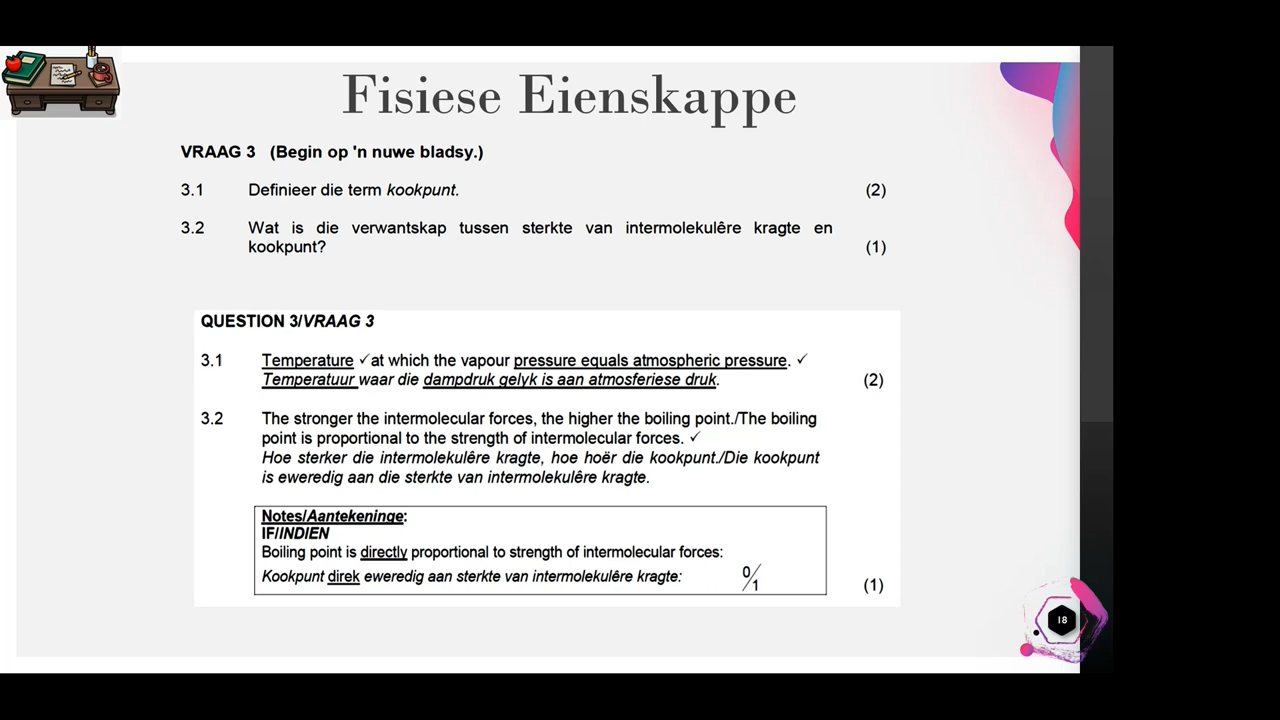 Fisiese Eienskappe
VRAAG 3 (Begin op 'n nuwe bladsy.)
3.1 Definieer die term kookpunt. (2)
3.2 Wat is die verwantskap tussen sterkte van intermolekulêre kragte en
kookpunt? (1)
QUESTION 3/VRAAG 3
3.1 Temperature ✓at which the vapour pressure equals atmospheric pressure. ✓
Temperatuur waar die dampdruk gelyk is aan atmosferiese druk. (2)
3.2 The stronger the intermolecular forces, the higher the boiling point./The boiling
point is proportional to the strength of intermolecular forces. ✓
Hoe sterker die intermolekulêre kragte, hoe hoër die kookpunt./Die kookpunt
is eweredig aan die sterkte van intermolekulêre kragte.
Notes/Aantekeninge:
IF/INDIEN
Boiling point is directly proportional to strength of intermolecular forces:
Kookpunt direk eweredig aan sterkte van intermolekulêre kragte: 0/1
(1)
18